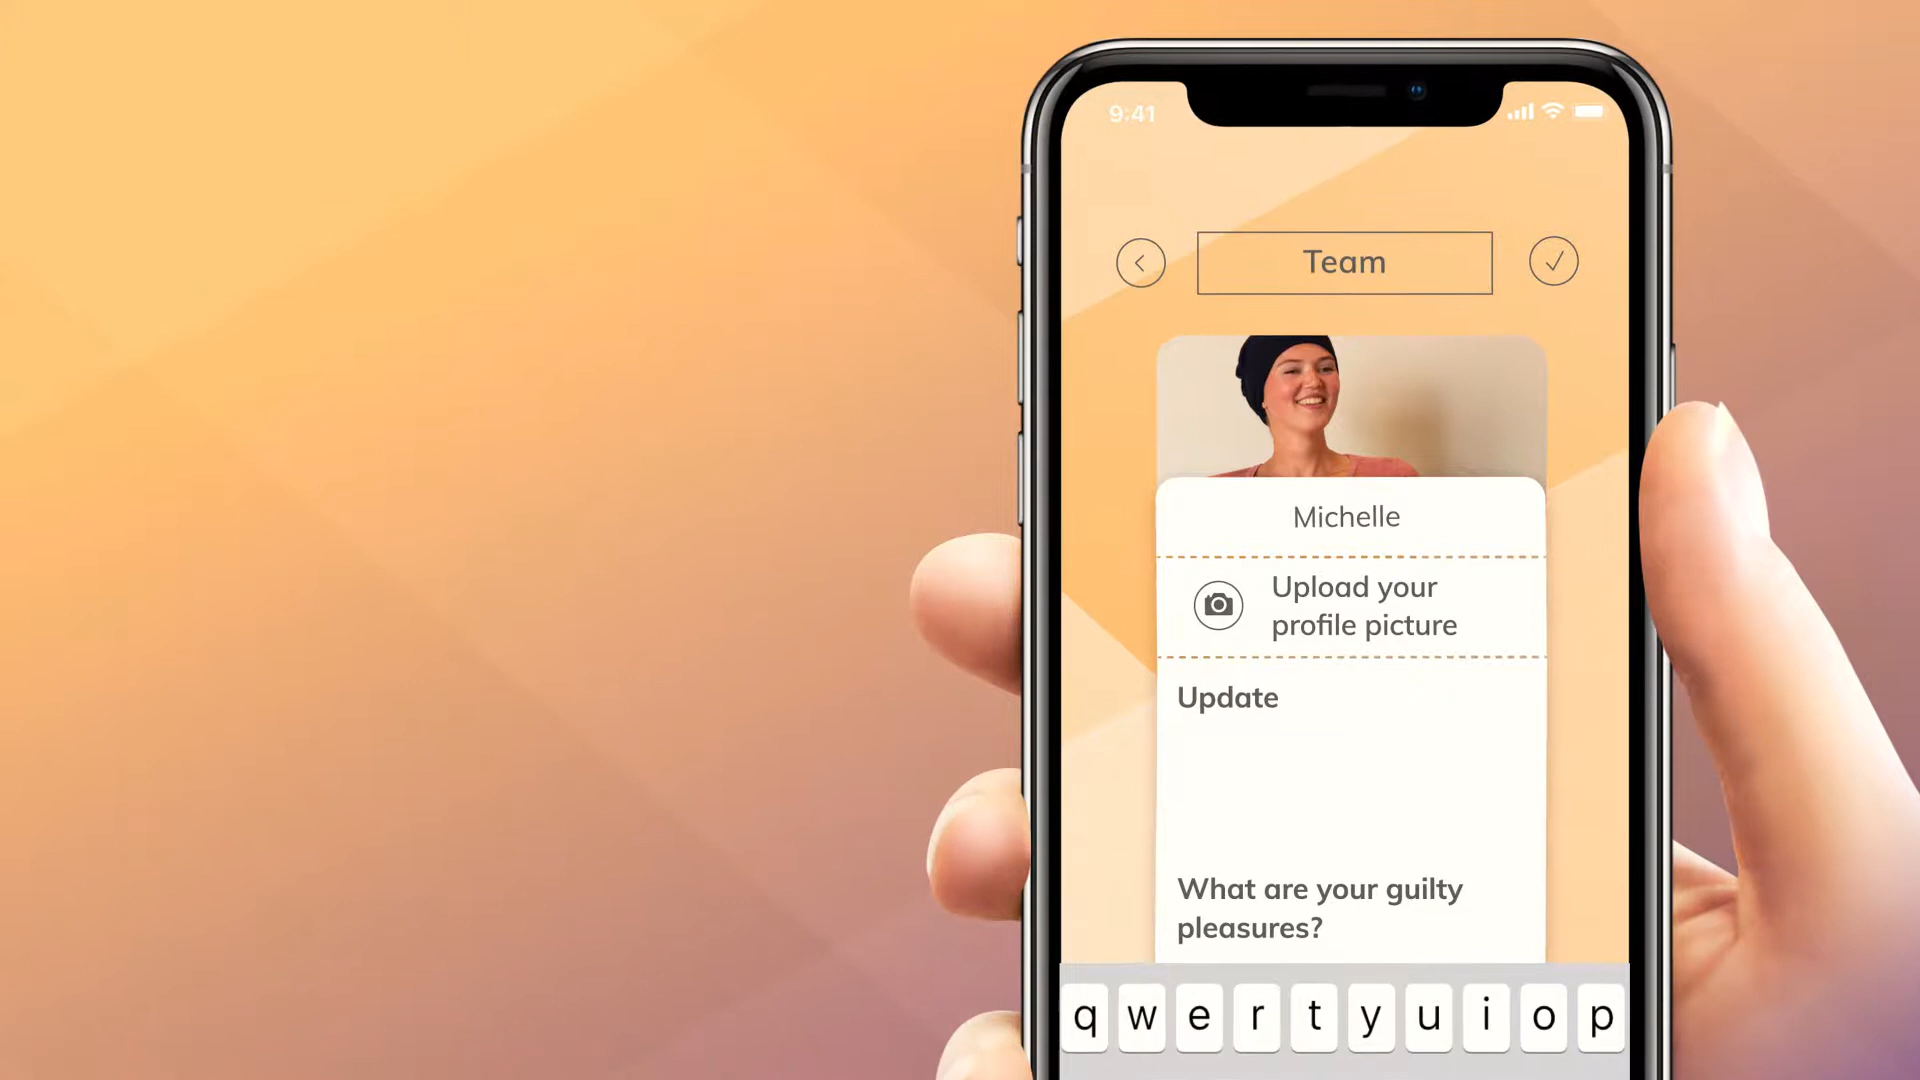 9:41
Team
Michelle
Upload your
profile picture
Update
What are your guilty
pleasures?
q w e r t y u i o p